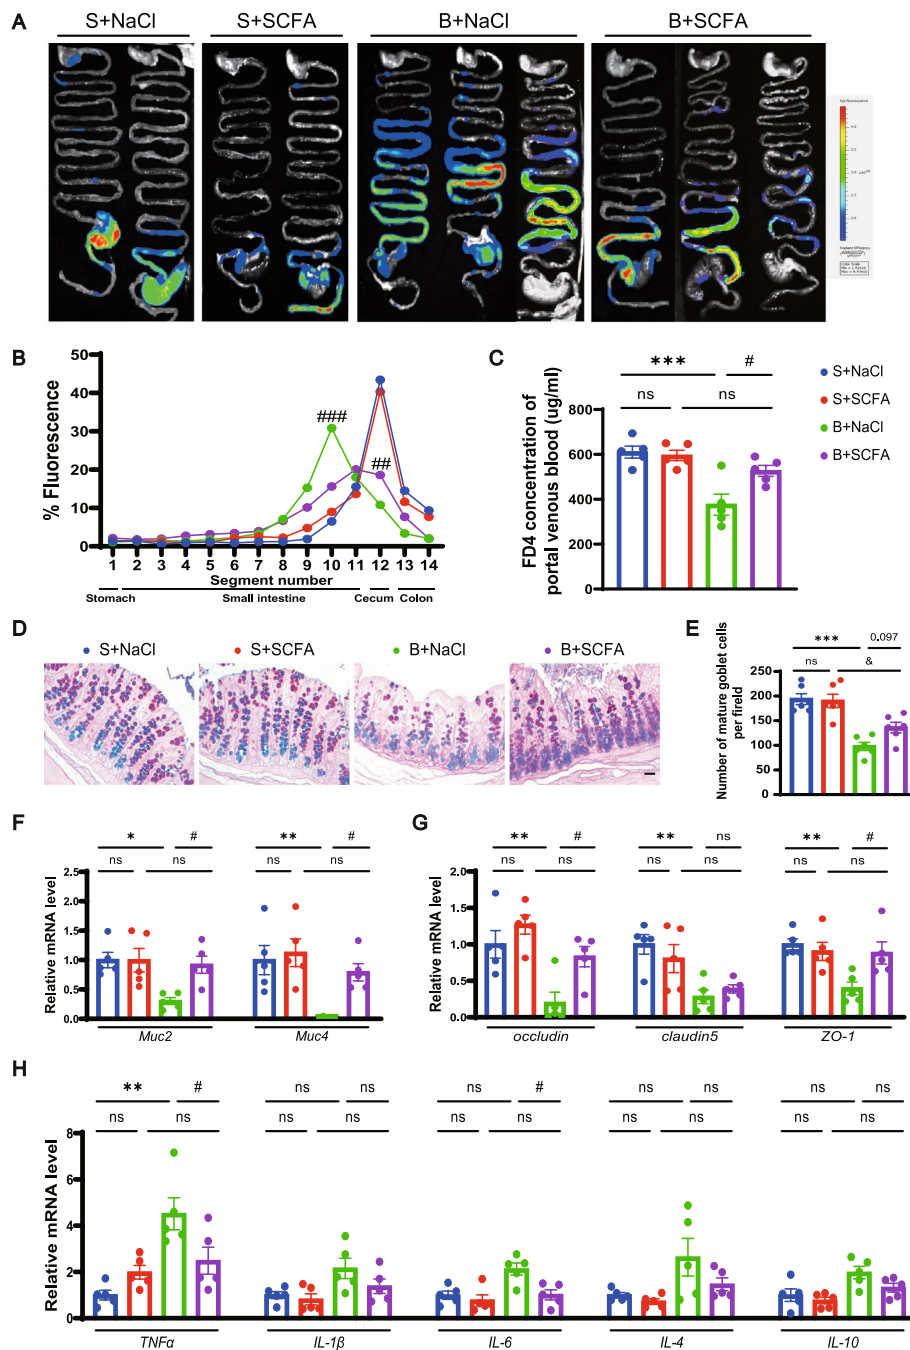 A
S+NaCl
S+SCFA
B+NaCl
B+SCFA
Radiant Efficiency
Color Scale
B
% Fluorescence
50
40
30
20
10
0
###
##
1 2 3 4 5 6 7 8 9 10 11 12 13 14
Segment number
Stomach
Small intestine
Cecum
Colon
C
FD4 concentration of
portal venous blood (ug/ml)
***
#
ns
ns
800
600
400
600
0
S+NaCl
S+SCFA
B+NaCl
B+SCFA
D
S+NaCl
S+SCFA
B+NaCl
B+SCFA
E
Number of mature goblet cells
per fireld
***
0.097
ns
&
250
200
150
100
50
0
F
Relative mRNA level
* # ** #
ns ns ns ns
2.5
2.0
1.5
1.0
0.5
0.0
Muc2
Muc4
G
Relative mRNA level
** # ** ns ** #
ns ns ns ns ns ns
2.0
1.5
1.0
0.5
0.0
occludin
claudin5
ZO-1
H
Relative mRNA level
** # ns ns ns # ns ns ns ns
ns ns ns ns ns ns ns ns ns ns
8
6
4
2
0
TNFα
IL-1β
IL-6
IL-4
IL-10